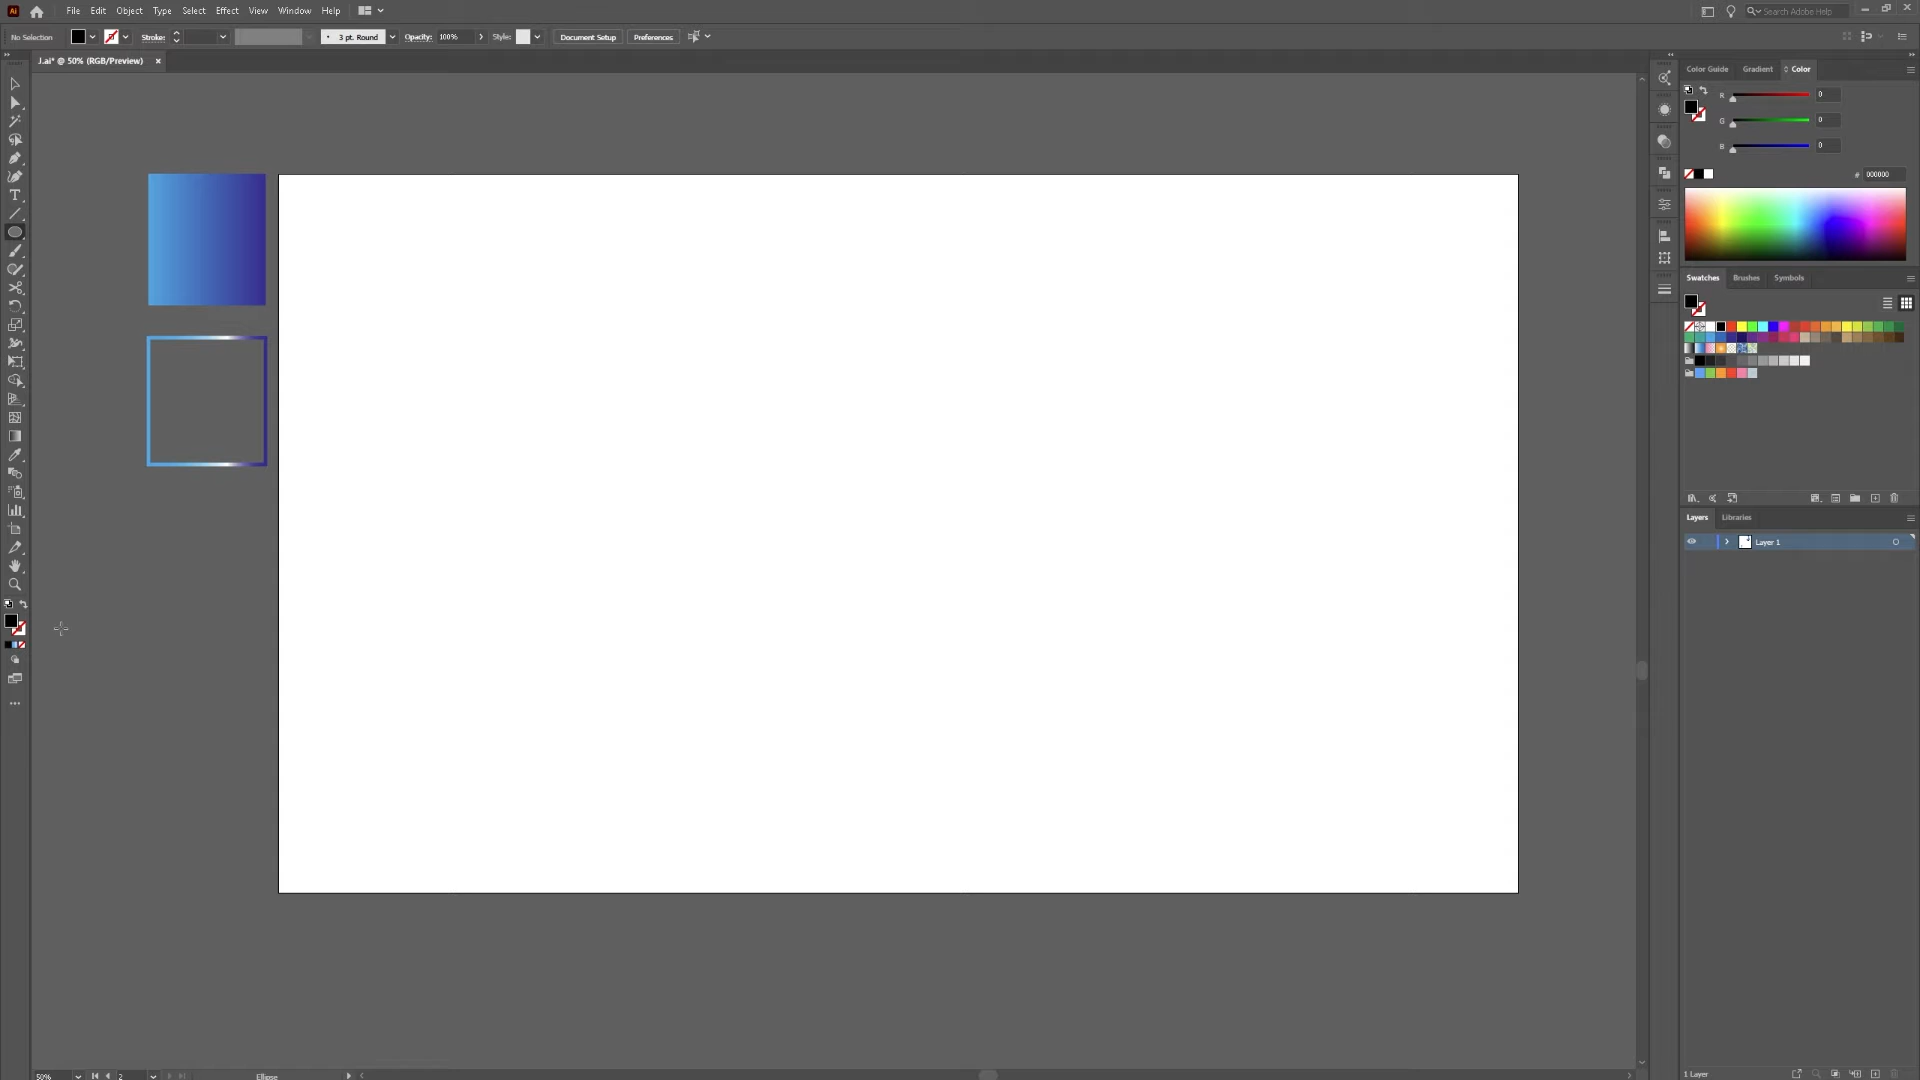 Ai File Edit Object Type Select Effect View Window Help Search Adobe Help
No Selection Stroke: 3 pt. Round Opacity: 100% Style: Document Setup Preferences
J.ai* @ 50% (RGB/Preview) ×
Color Guide Gradient Color
R 0
G 0
B 0
# 000000
Swatches Brushes Symbols
Layers Libraries
Layer 1
50% 2 Ellipse
1 Layer